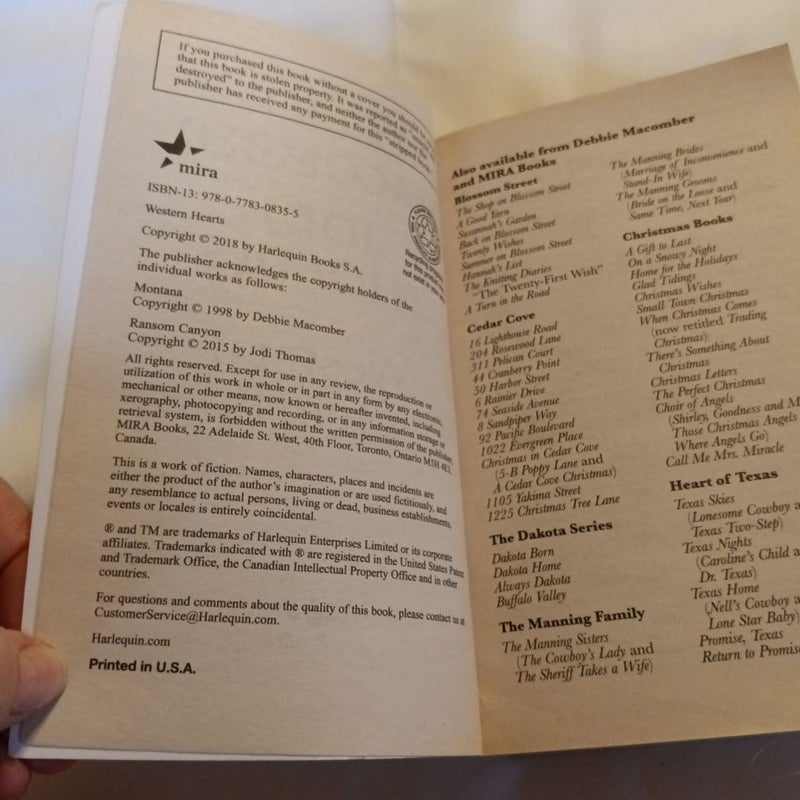 If you purchased this book without a cover you should be
that this book is stolen property. It was reported as
destroyed" to the publisher, and neither the author nor the
publisher has received any payment for this "stripped book."
mira
ISBN-13: 978-0-7783-0835-5
Western Hearts
Copyright © 2018 by Harlequin Books S.A.
The publisher acknowledges the copyright holders of the
individual works as follows:
Montana
Copyright © 1998 by Debbie Macomber
Ransom Canyon
Copyright © 2015 by Jodi Thomas
All rights reserved. Except for use in any review, the reproduction or
utilization of this work in whole or in part in any form by any electronic,
mechanical or other means, now known or hereafter invented, including
xerography, photocopying and recording, or in any information storage or
retrieval system, is forbidden without the written permission of the publisher,
MIRA Books, 22 Adelaide St. West, 40th Floor, Toronto, Ontario M5H 4E3,
Canada.
This is a work of fiction. Names, characters, places and incidents are
either the product of the author's imagination or are used fictitiously, and
any resemblance to actual persons, living or dead, business establishments,
events or locales is entirely coincidental.
® and TM are trademarks of Harlequin Enterprises Limited or its corporate
affiliates. Trademarks indicated with ® are registered in the United States Patent
and Trademark Office, the Canadian Intellectual Property Office and in other
countries.
For questions and comments about the quality of this book, please contact us at
CustomerService@Harlequin.com.
Harlequin.com
Printed in U.S.A.
Also available from Debbie Macomber
and MIRA Books
Blossom Street
The Shop on Blossom Street
A Good Yarn
Susannah's Garden
Back on Blossom Street
Twenty Wishes
Summer on Blossom Street
Hannah's List
The Knitting Diaries
"The Twenty-First Wish"
A Turn in the Road
Cedar Cove
16 Lighthouse Road
204 Rosewood Lane
311 Pelican Court
44 Cranberry Point
50 Harbor Street
6 Rainier Drive
74 Seaside Avenue
8 Sandpiper Way
92 Pacific Boulevard
1022 Evergreen Place
Christmas in Cedar Cove
(5-B Poppy Lane and
A Cedar Cove Christmas)
1105 Yakima Street
1225 Christmas Tree Lane
The Dakota Series
Dakota Born
Dakota Home
Always Dakota
Buffalo Valley
The Manning Family
The Manning Sisters
(The Cowboy's Lady and
The Sheriff Takes a Wife)
The Manning Brides
(Marriage of Inconvenience and
Stand-In Wife)
The Manning Grooms
(Bride on the Loose and
Same Time, Next Year)
Christmas Books
A Gift to Last
On a Snowy Night
Home for the Holidays
Glad Tidings
Christmas Wishes
Small Town Christmas
When Christmas Comes
(now retitled Trading
Christmas)
There's Something About
Christmas
Christmas Letters
The Perfect Christmas
Choir of Angels
(Shirley, Goodness and M
Those Christmas Angels
Where Angels Go)
Call Me Mrs. Miracle
Heart of Texas
Texas Skies
(Lonesome Cowboy a
Texas Two-Step)
Texas Nights
(Caroline's Child a
Dr. Texas)
Texas Home
(Nell's Cowboy a
Lone Star Baby)
Promise, Texas
Return to Promise